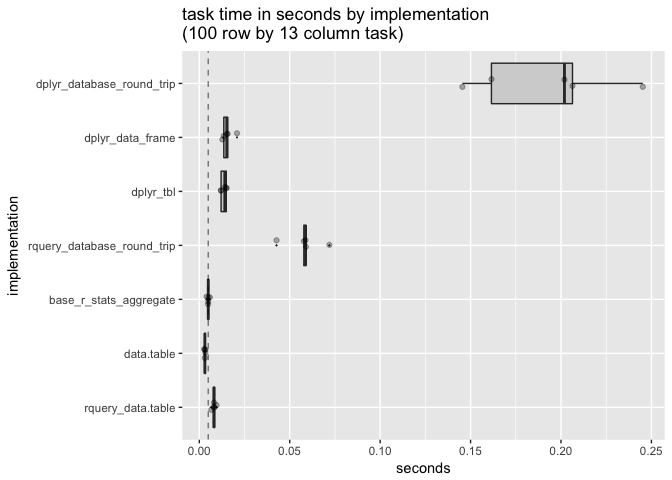 task time in seconds by implementation
(100 row by 13 column task)
implementation
dplyr_database_round_trip
dplyr_data_frame
dplyr_tbl
rquery_database_round_trip
base_r_stats_aggregate
data.table
rquery_data.table
0.00 0.05 0.10 0.15 0.20 0.25
seconds